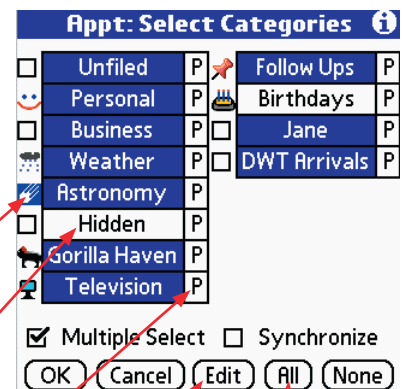 Appt: Select Categories
Unfiled P Follow Ups P
Personal P Birthdays P
Business P Jane P
Weather P DWT Arrivals P
Astronomy P
Hidden P
Gorilla Haven P
Television P
Multiple Select Synchronize
OK Cancel Edit All None